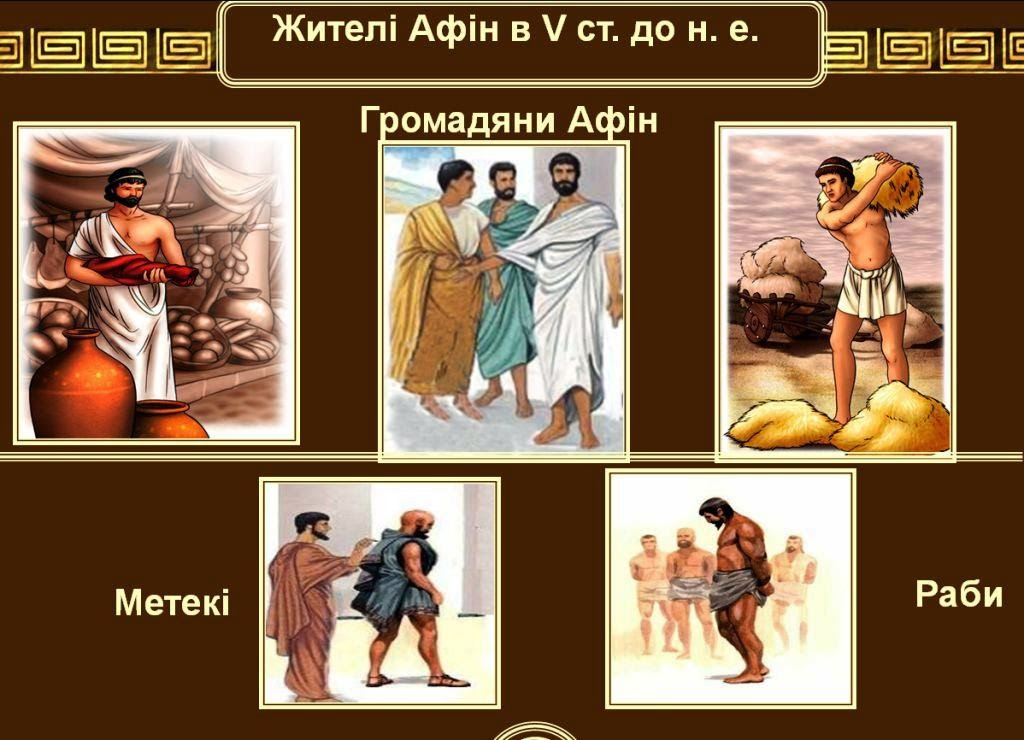 Жителі Афін в V ст. до н. е.
Громадяни Афін
Метекі
Раби